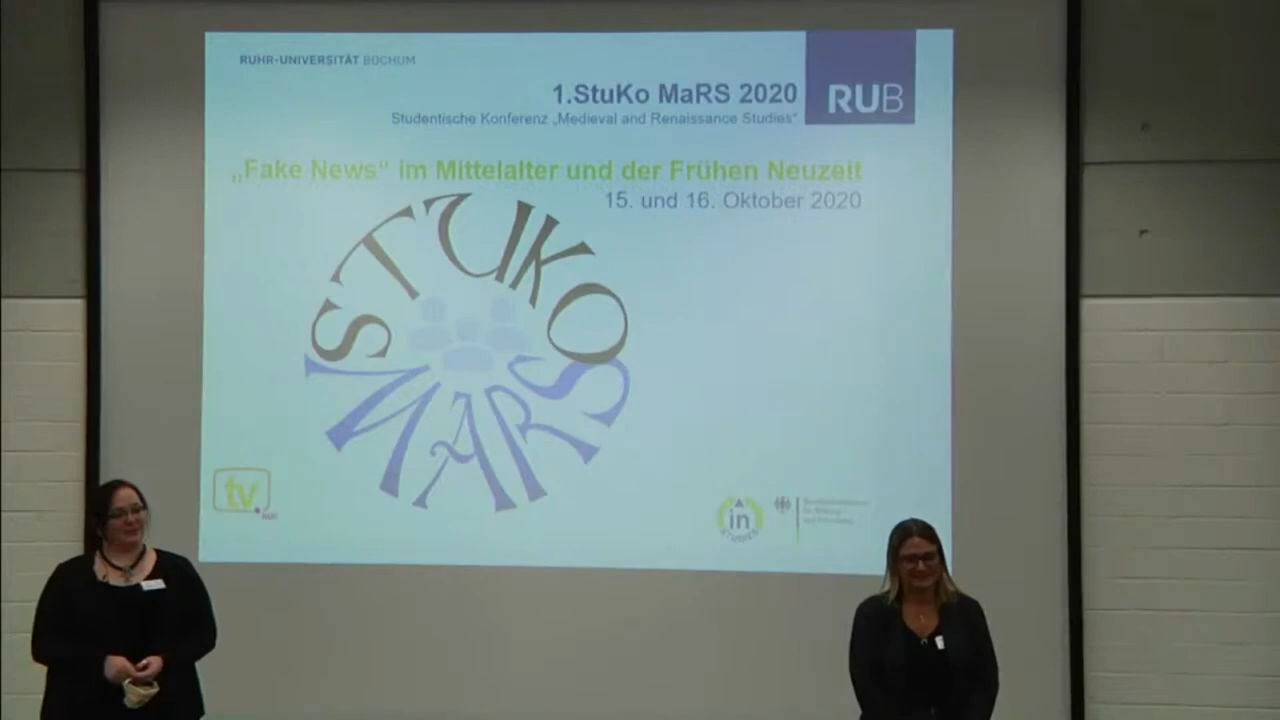 RUHR-UNIVERSITÄT BOCHUM
1.StuKo MaRS 2020
RUB
Studentische Konferenz „Medieval and Renaissance Studies“
„Fake News“ im Mittelalter und der Frühen Neuzeit
15. und 16. Oktober 2020
STUKO
MARS
tv.
in
STUDIES